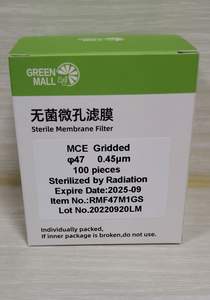 GREEN
MALL
无菌微孔滤膜
Sterile Membrane Filter
MCE Gridded
φ47 0.45μm
100 pieces
Sterilized by Radiation
Expire Date:2025-09
Item No.:RMF47M1GS
Lot No.20220920LM
Individually packed,
If inner package is broken,do not use.